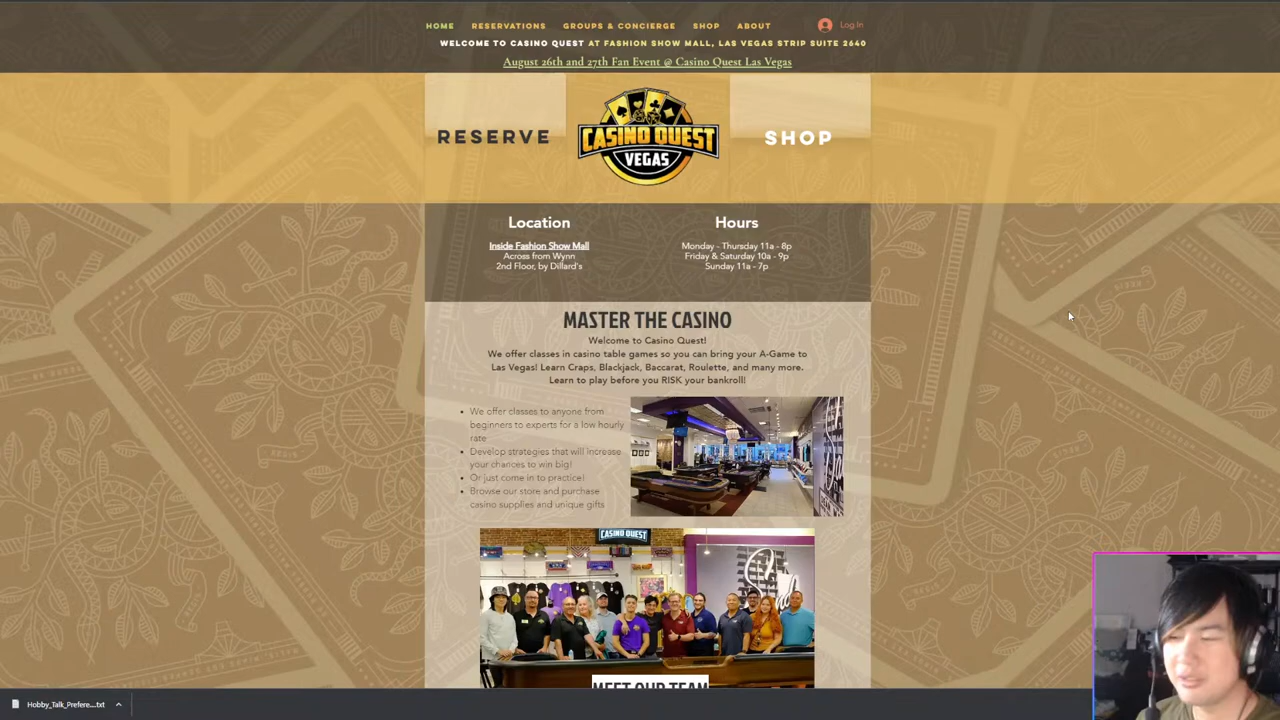 HOME RESERVATIONS GROUPS & CONCIERGE SHOP ABOUT Log In
WELCOME TO CASINO QUEST AT FASHION SHOW MALL, LAS VEGAS STRIP SUITE 2640
August 26th and 27th Fan Event @ Casino Quest Las Vegas
RESERVE
CASINO QUEST
VEGAS
SHOP
Location
Inside Fashion Show Mall
Across from Wynn
2nd Floor, by Dillard's
Hours
Monday - Thursday 11a - 8p
Friday & Saturday 10a - 9p
Sunday 11a - 7p
MASTER THE CASINO
Welcome to Casino Quest!
We offer classes in casino table games so you can bring your A-Game to
Las Vegas! Learn Craps, Blackjack, Baccarat, Roulette, and many more.
Learn to play before you RISK your bankroll!
• We offer classes to anyone from
beginners to experts for a low hourly
rate
• Develop strategies that will increase
your chances to win big!
• Or just come in to practice!
• Browse our store and purchase
casino supplies and unique gifts
CASINO QUEST
MEET OUR TEAM
Hobby_Talk_Prefere....txt